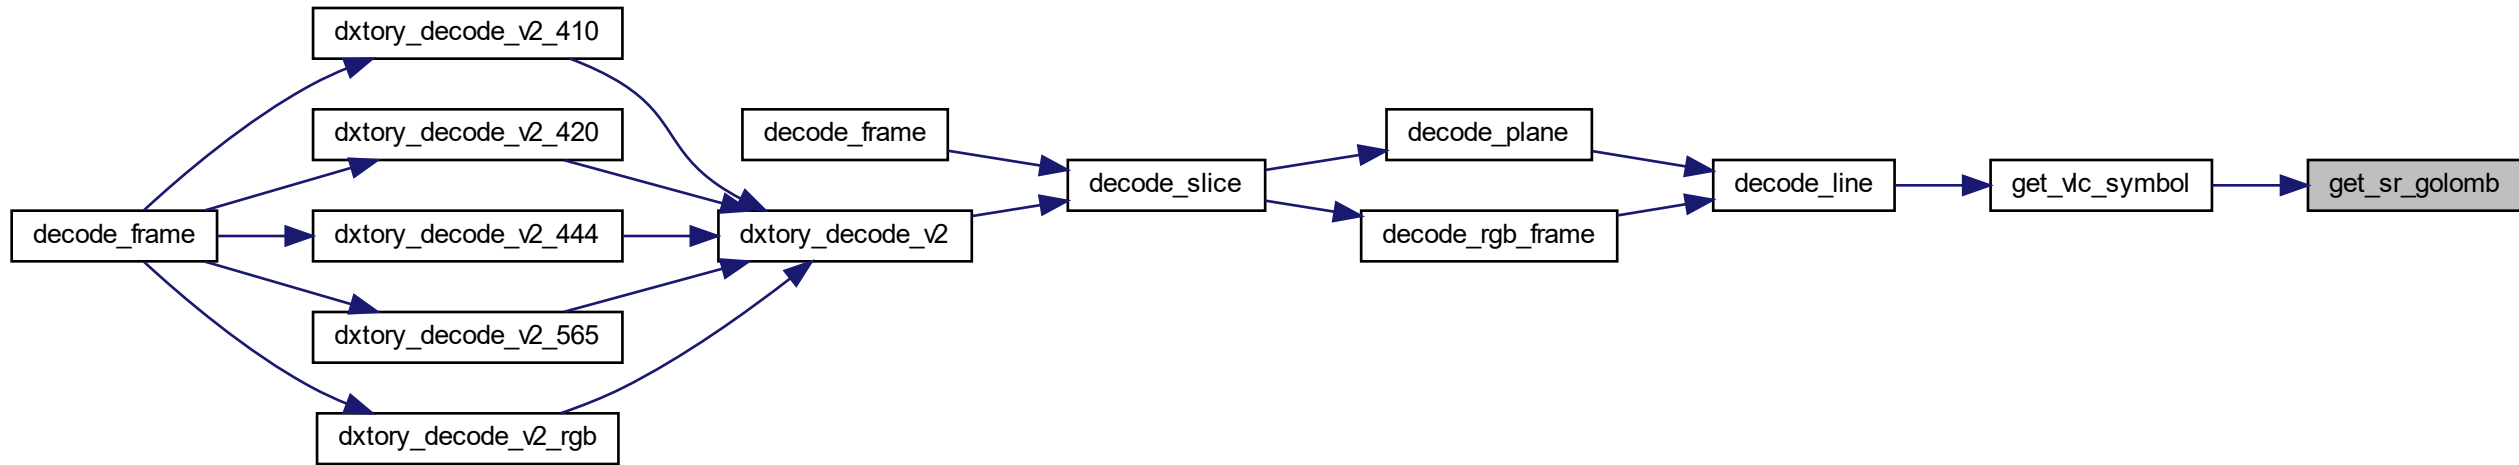 dxtory_decode_v2_410
dxtory_decode_v2_420
decode_frame
decode_plane
decode_slice
decode_line
get_vlc_symbol
get_sr_golomb
decode_frame
dxtory_decode_v2_444
dxtory_decode_v2
decode_rgb_frame
dxtory_decode_v2_565
dxtory_decode_v2_rgb